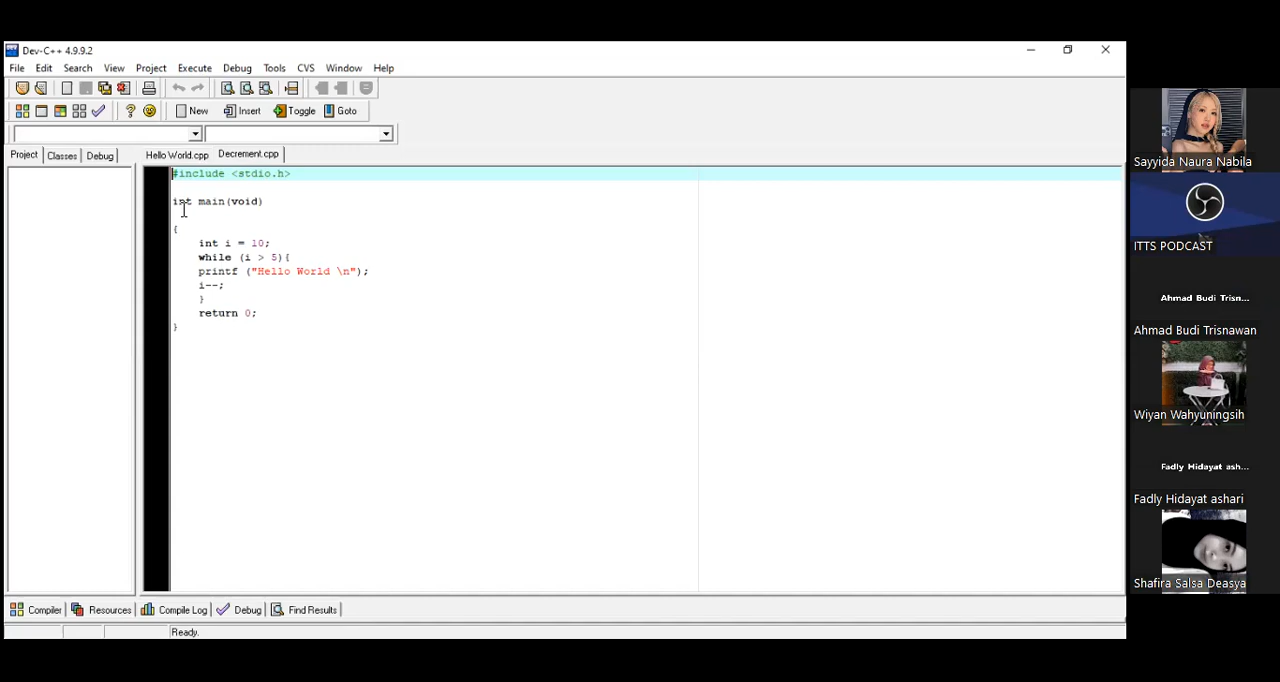 Dev-C++ 4.9.9.2
File Edit Search View Project Execute Debug Tools CVS Window Help
New Insert Toggle Goto
Project Classes Debug Hello World.cpp Decrement.cpp
#include <stdio.h>
int main(void)
{
int i = 10;
while (i > 5){
printf ("Hello World \n");
i--;
}
return 0;
}
Compiler Resources Compile Log Debug Find Results
Ready.
Sayyida Naura Nabila
ITTS PODCAST
Ahmad Budi Trisn...
Ahmad Budi Trisnawan
Wiyan Wahyuningsih
Fadly Hidayat ash...
Fadly Hidayat ashari
Shafira Salsa Deasya